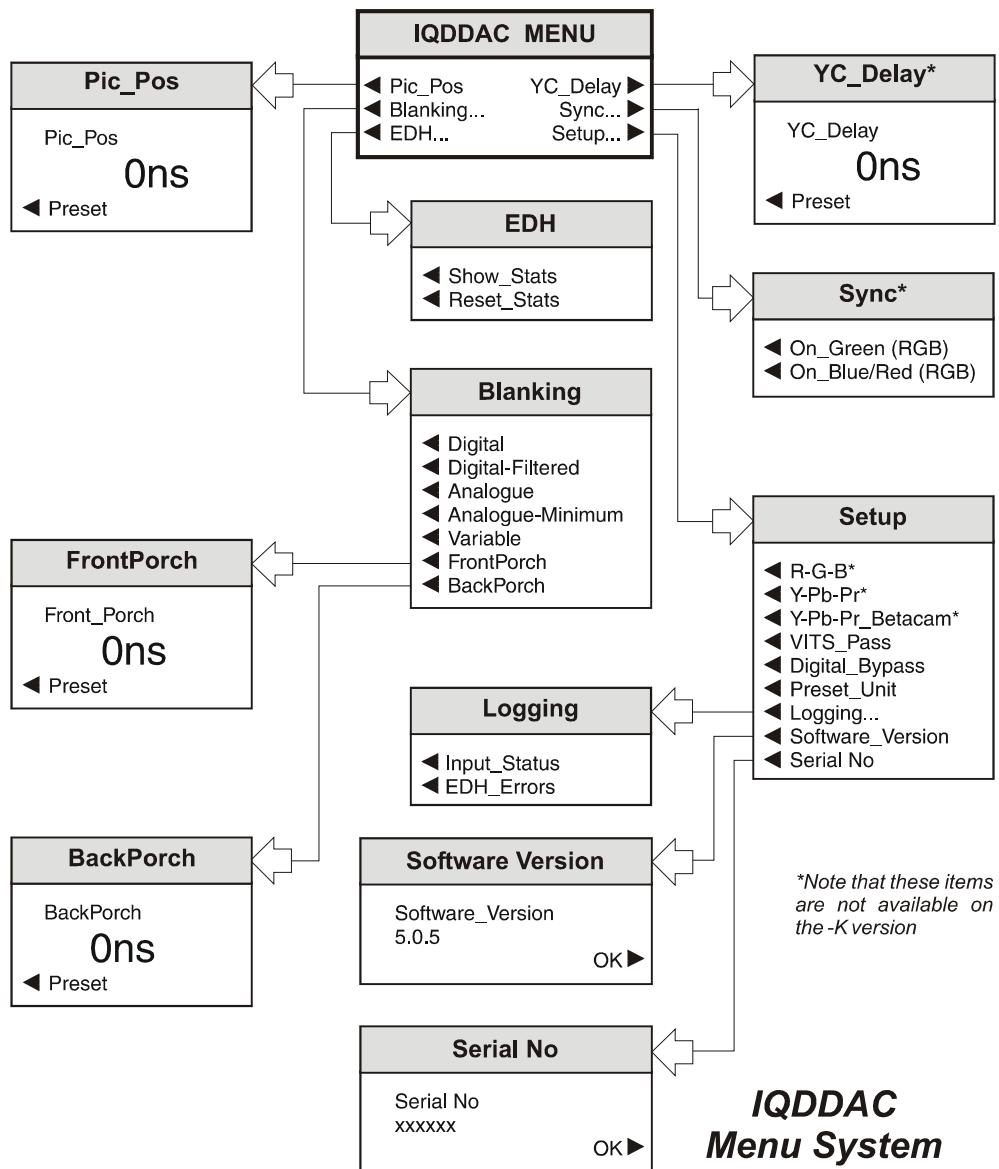 IQDDAC MENU
◀ Pic_Pos YC_Delay ▶
◀ Blanking... Sync... ▶
◀ EDH... Setup... ▶
Pic_Pos
Pic_Pos
0ns
◀ Preset
YC_Delay*
YC_Delay
0ns
◀ Preset
EDH
◀ Show_Stats
◀ Reset_Stats
Sync*
◀ On_Green (RGB)
◀ On_Blue/Red (RGB)
Blanking
◀ Digital
◀ Digital-Filtered
◀ Analogue
◀ Analogue-Minimum
◀ Variable
◀ FrontPorch
◀ BackPorch
Setup
◀ R-G-B*
◀ Y-Pb-Pr*
◀ Y-Pb-Pr_Betacam*
◀ VITS_Pass
◀ Digital_Bypass
◀ Preset_Unit
◀ Logging...
◀ Software_Version
◀ Serial No
FrontPorch
Front_Porch
0ns
◀ Preset
Logging
◀ Input_Status
◀ EDH_Errors
BackPorch
BackPorch
0ns
◀ Preset
Software Version
Software_Version
5.0.5
OK ▶
*Note that these items
are not available on
the -K version
Serial No
Serial No
xxxxxx
OK ▶
IQDDAC
Menu System